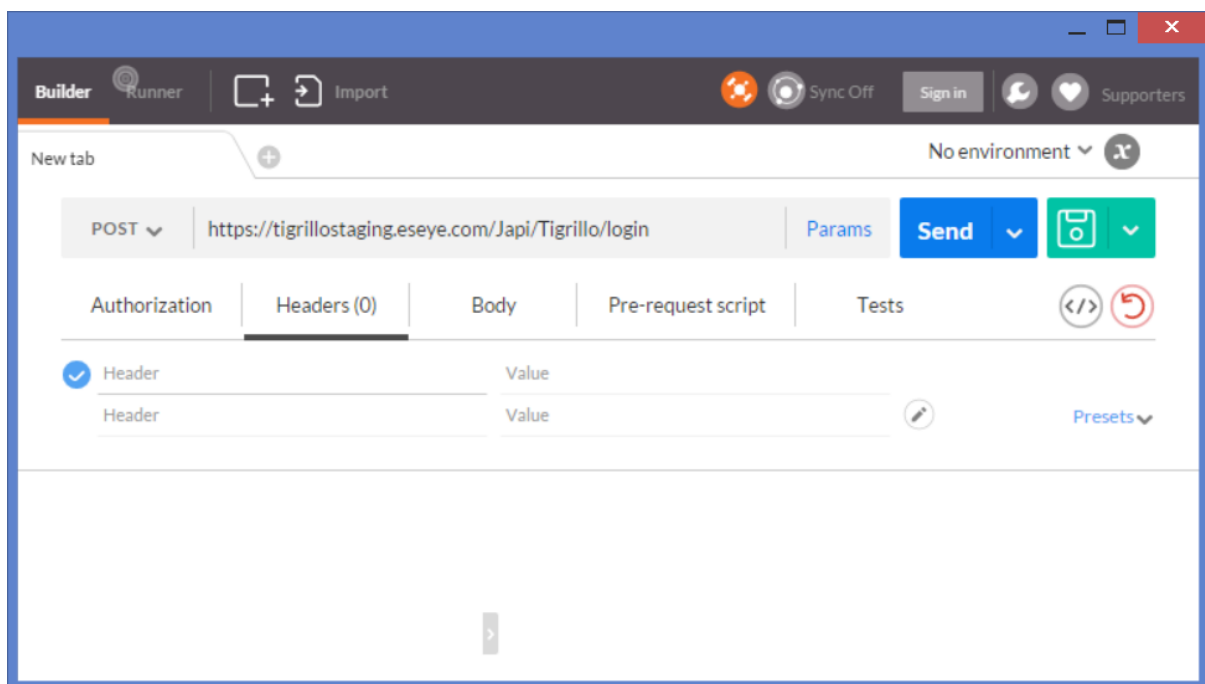 Builder Runner Import Sync Off Sign in Supporters
New tab No environment
POST https://tigrillostaging.eseye.com/Japi/Tigrillo/login Params Send
Authorization Headers (0) Body Pre-request script Tests
Header Value
Header Value Presets